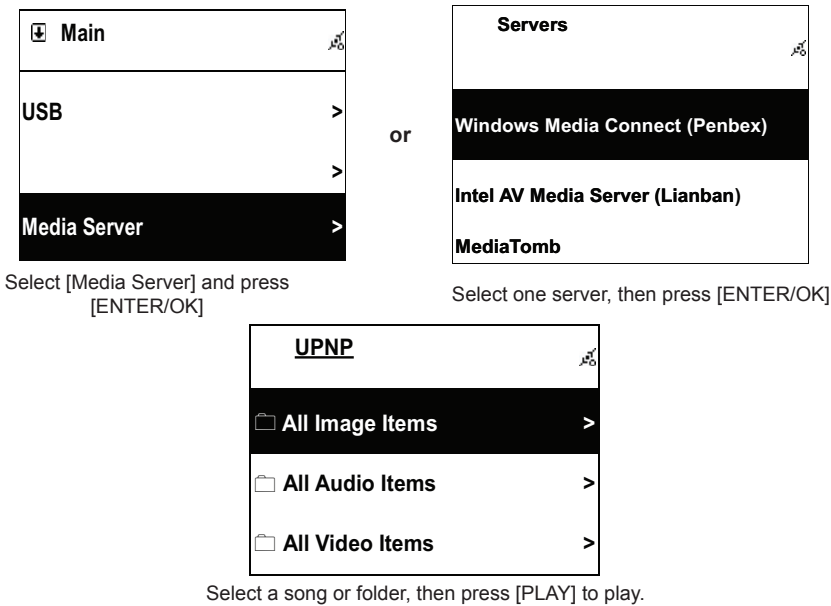 Main
USB >
>
Media Server >
Select [Media Server] and press
[ENTER/OK]
or
Servers
Windows Media Connect (Penbex)
Intel AV Media Server (Lianban)
MediaTomb
Select one server, then press [ENTER/OK]
UPNP
All Image Items >
All Audio Items >
All Video Items >
Select a song or folder, then press [PLAY] to play.